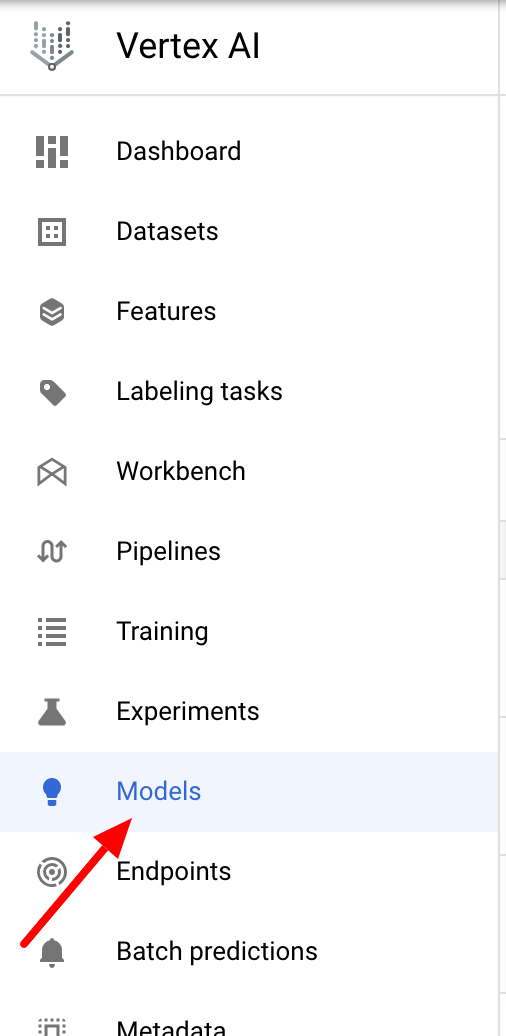 Vertex AI
Dashboard
Datasets
Features
Labeling tasks
Workbench
Pipelines
Training
Experiments
Models
Endpoints
Batch predictions
Metadata